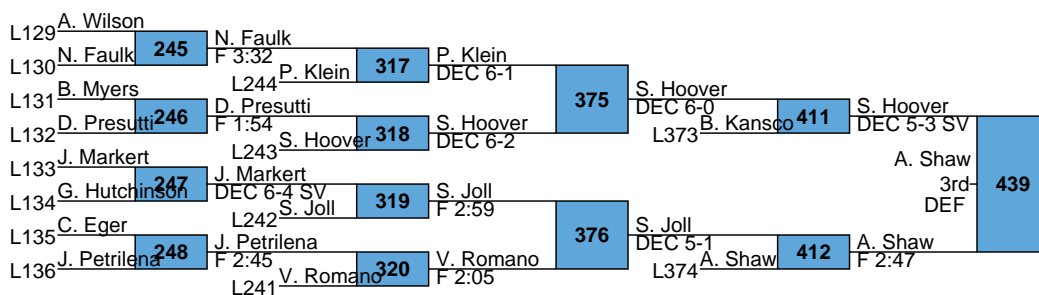 L129 A. Wilson
245
L130 N. Faulk
N. Faulk
F 3:32
L244 P. Klein
317
P. Klein
DEC 6-1
L131 B. Myers
246
L132 D. Presutti
D. Presutti
F 1:54
L243 S. Hoover
318
S. Hoover
DEC 6-2
375
S. Hoover
DEC 6-0
L373 B. Kansco
411
S. Hoover
DEC 5-3 SV
L133 J. Markert
247
L134 G. Hutchinson
J. Markert
DEC 6-4 SV
L242 S. Joll
319
S. Joll
F 2:59
L135 C. Eger
248
L136 J. Petrilena
J. Petrilena
F 2:45
L241 V. Romano
320
V. Romano
F 2:05
376
S. Joll
DEC 5-1
L374 A. Shaw
412
A. Shaw
F 2:47
A. Shaw
3rd
DEF
439